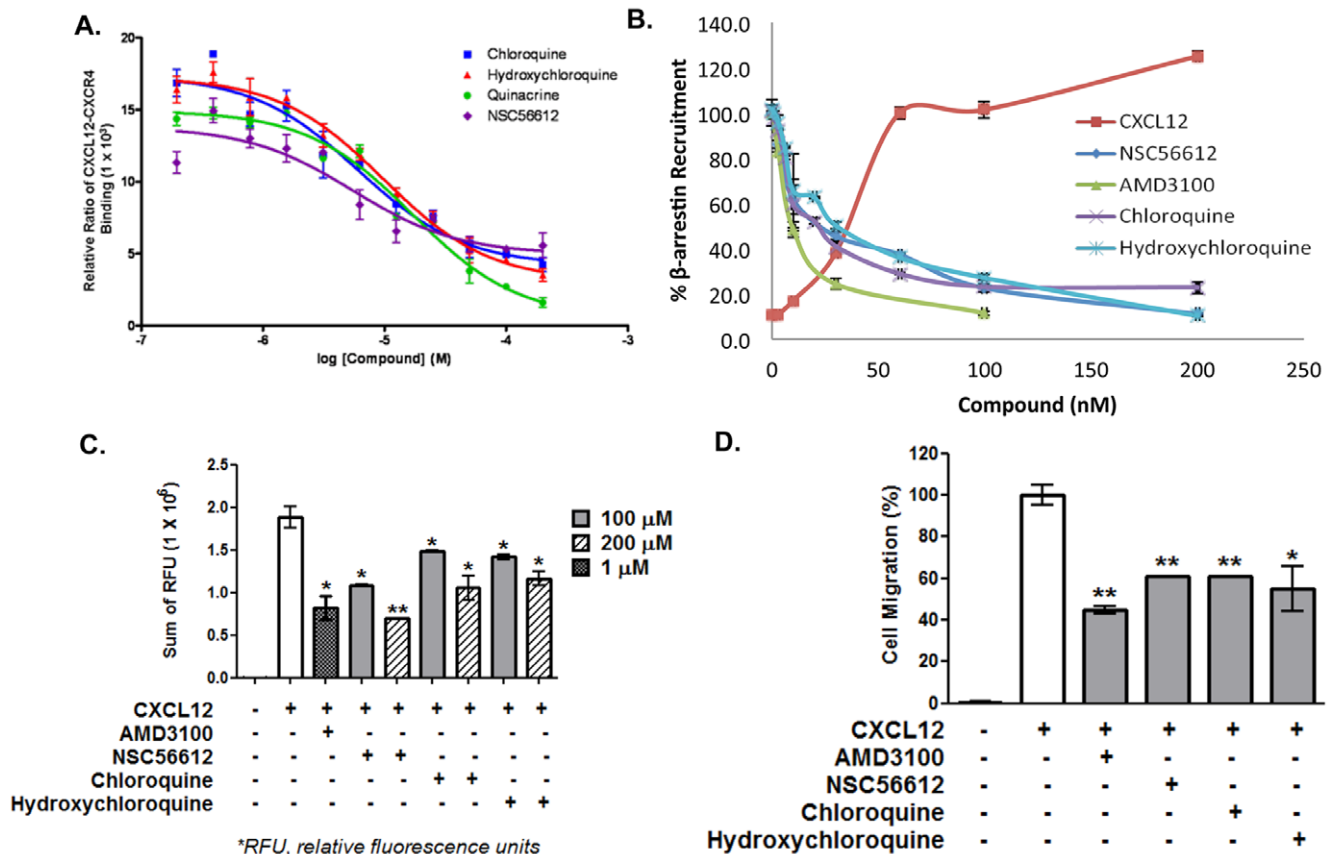 A.
20
15
10
5
0
Relative Ratio of CXCL12-CXCR4
Binding (1 x 10³)
-7
-6
-5
-4
-3
log [Compound] (M)
Chloroquine
Hydroxychloroquine
Quinacrine
NSC56612
B.
140.0
120.0
100.0
80.0
60.0
40.0
20.0
0.0
% β-arrestin Recruitment
0
50
100
150
200
250
Compound (nM)
CXCL12
NSC56612
AMD3100
Chloroquine
Hydroxychloroquine
C.
2.5
2.0
1.5
1.0
0.5
0.0
Sum of RFU (1 X 10⁶)
* * ** * * * *
100 µM
200 µM
1 µM
CXCL12 - + + + + + + + +
AMD3100 - - + - - - - - -
NSC56612 - - - + + - - - -
Chloroquine - - - - - + + - -
Hydroxychloroquine - - - - - - - + +
*RFU, relative fluorescence units
D.
120
100
80
60
40
20
0
Cell Migration (%)
** ** ** *
CXCL12 - + + + + +
AMD3100 - - + - - -
NSC56612 - - - + - -
Chloroquine - - - - + -
Hydroxychloroquine - - - - - +